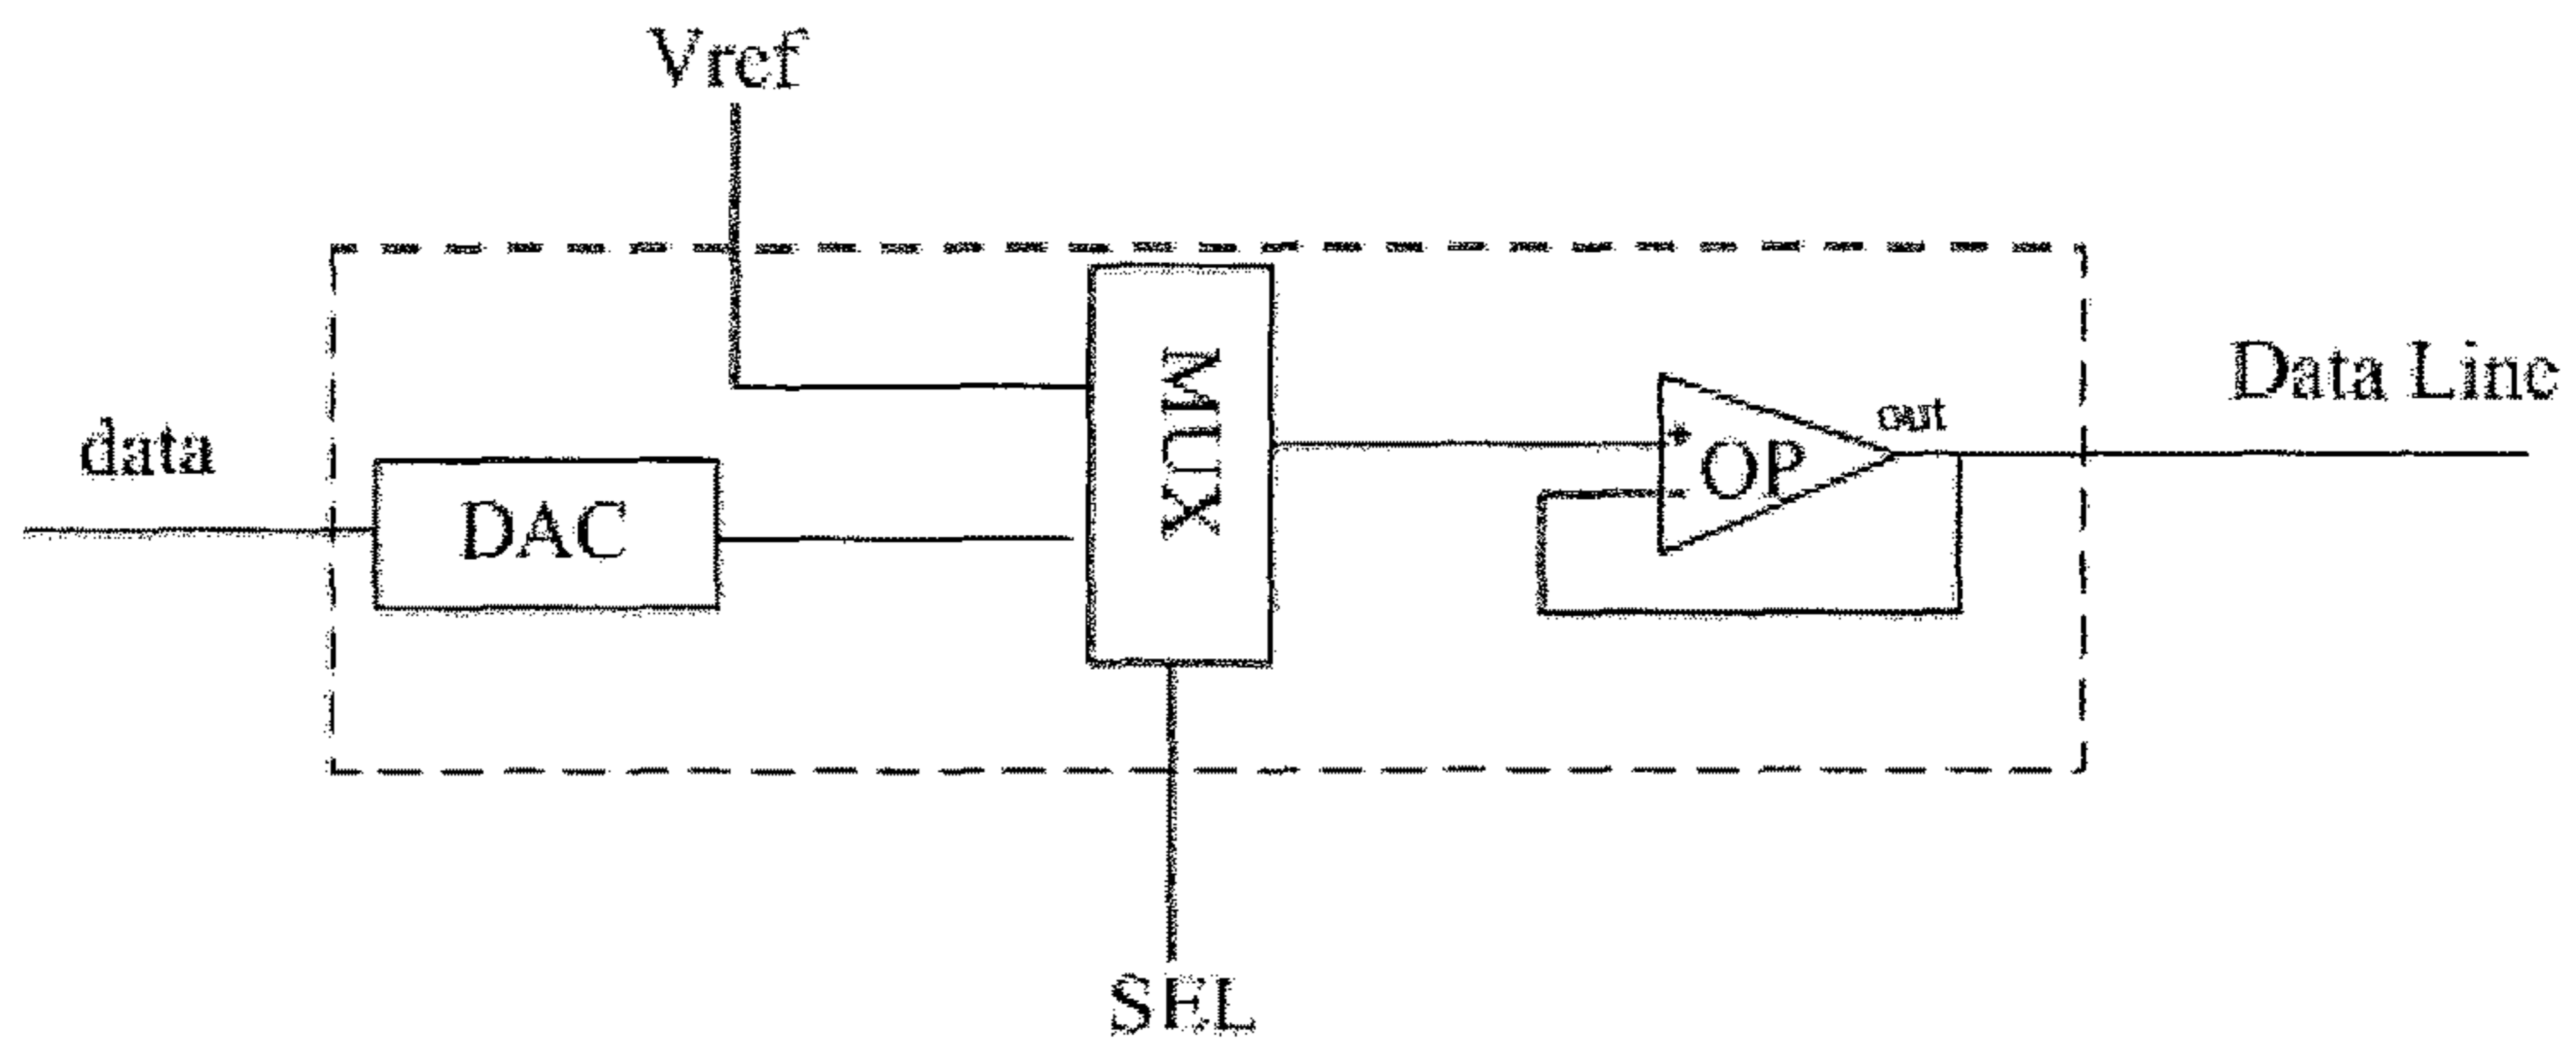 Vref
data
DAC
MUX
+
OP
-
out
Data Line
SEL